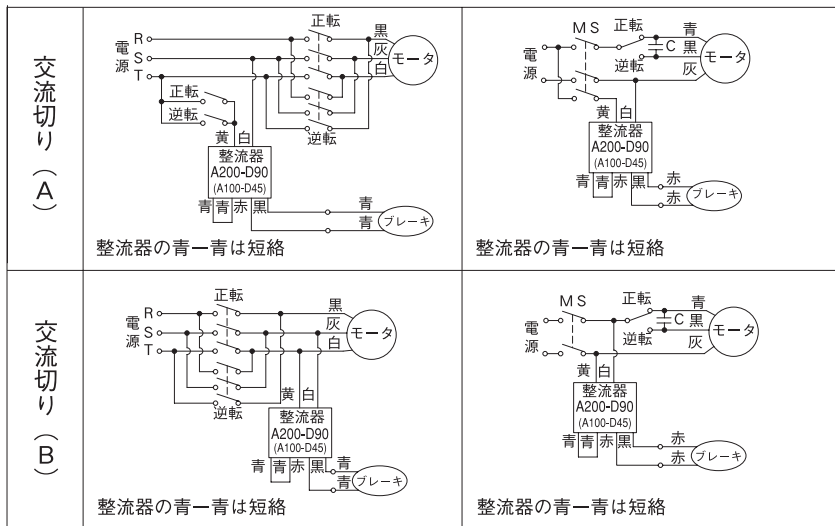 交流切り（A）
電源
R
S
T
正転
逆転
正転
逆転
黒
灰
白
モータ
黄 白
整流器
A200-D90
(A100-D45)
青 青 赤 黒
青
青
ブレーキ
整流器の青ー青は短絡
電源
MS
正転
逆転
青
C 黒
灰
モータ
黄 白
整流器
A200-D90
(A100-D45)
青 青 赤 黒
赤
赤
ブレーキ
整流器の青ー青は短絡
交流切り（B）
電源
R
S
T
正転
逆転
黒
灰
白
モータ
黄 白
整流器
A200-D90
(A100-D45)
青 青 赤 黒
青
青
ブレーキ
整流器の青ー青は短絡
電源
MS
正転
逆転
青
C 黒
灰
モータ
黄 白
整流器
A200-D90
(A100-D45)
青 青 赤 黒
赤
赤
ブレーキ
整流器の青ー青は短絡